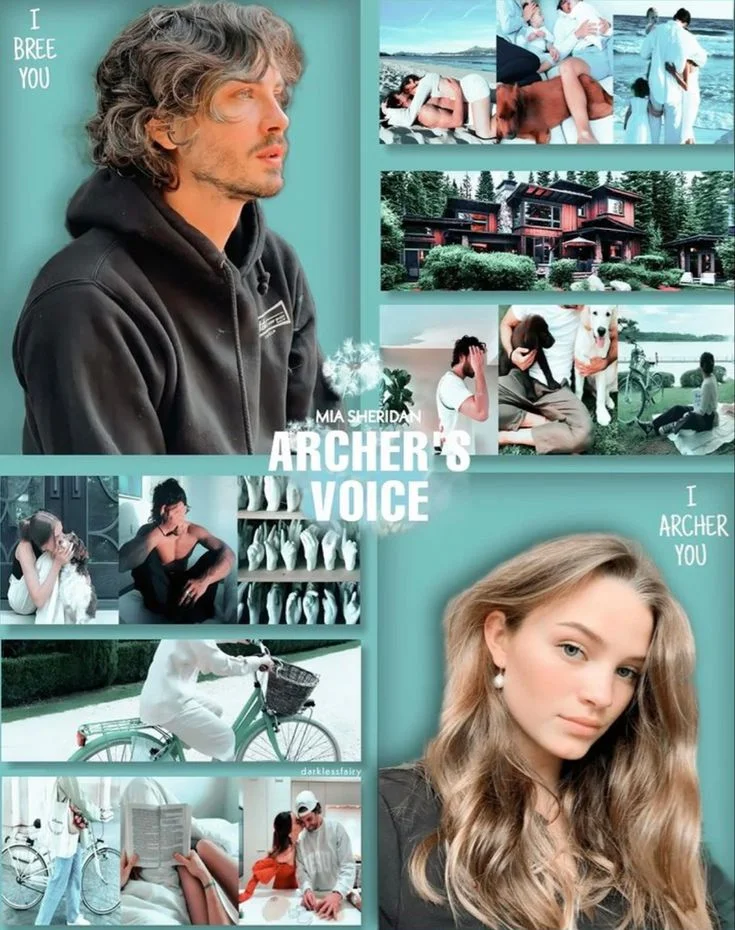 I
BREE
YOU
MIA SHERIDAN
ARCHER'S
VOICE
I
ARCHER
YOU
darklessfairy